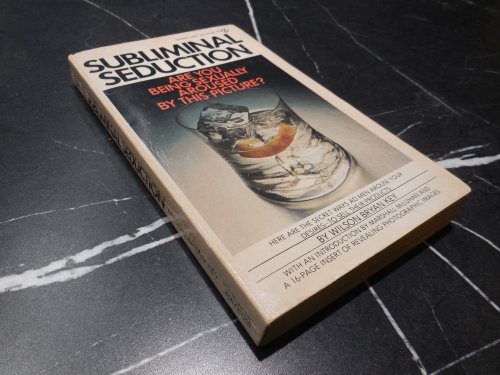 SUBLIMINAL
SEDUCTION
ARE YOU
BEING SEXUALLY
AROUSED
BY THIS PICTURE?
HERE ARE THE SECRET WAYS AD MEN AROUSE YOUR
DESIRES–TO SELL THEIR PRODUCTS
BY WILSON BRYAN KEY
WITH AN INTRODUCTION BY MARSHALL McLUHAN AND
A 16-PAGE INSERT OF REVEALING PHOTOGRAPHIC IMAGES
SUBLIMINAL SEDUCTION